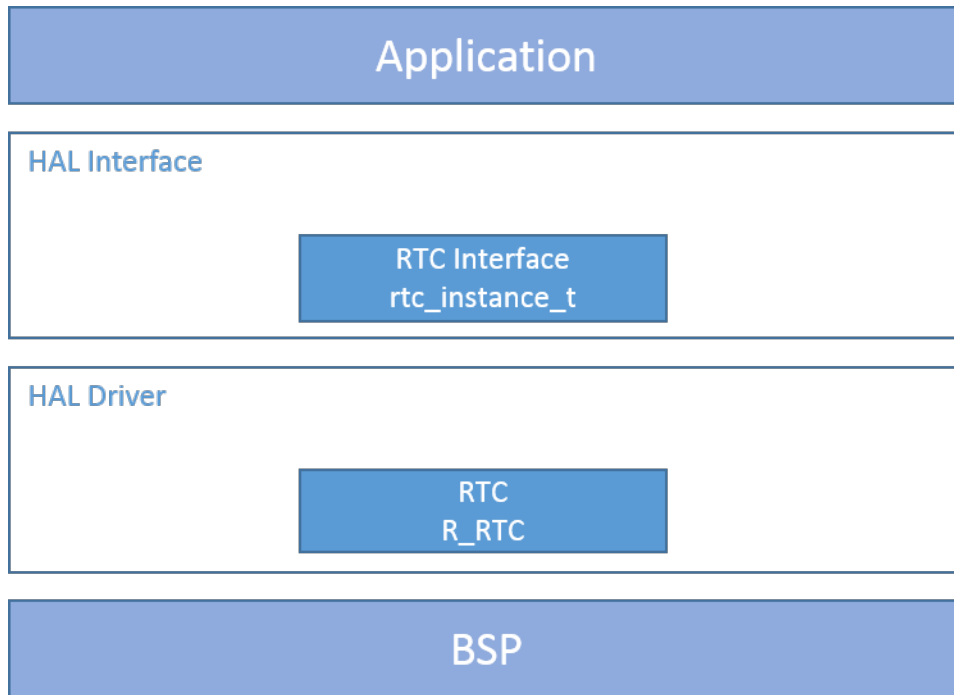 Application
HAL Interface
RTC Interface
rtc_instance_t
HAL Driver
RTC
R_RTC
BSP